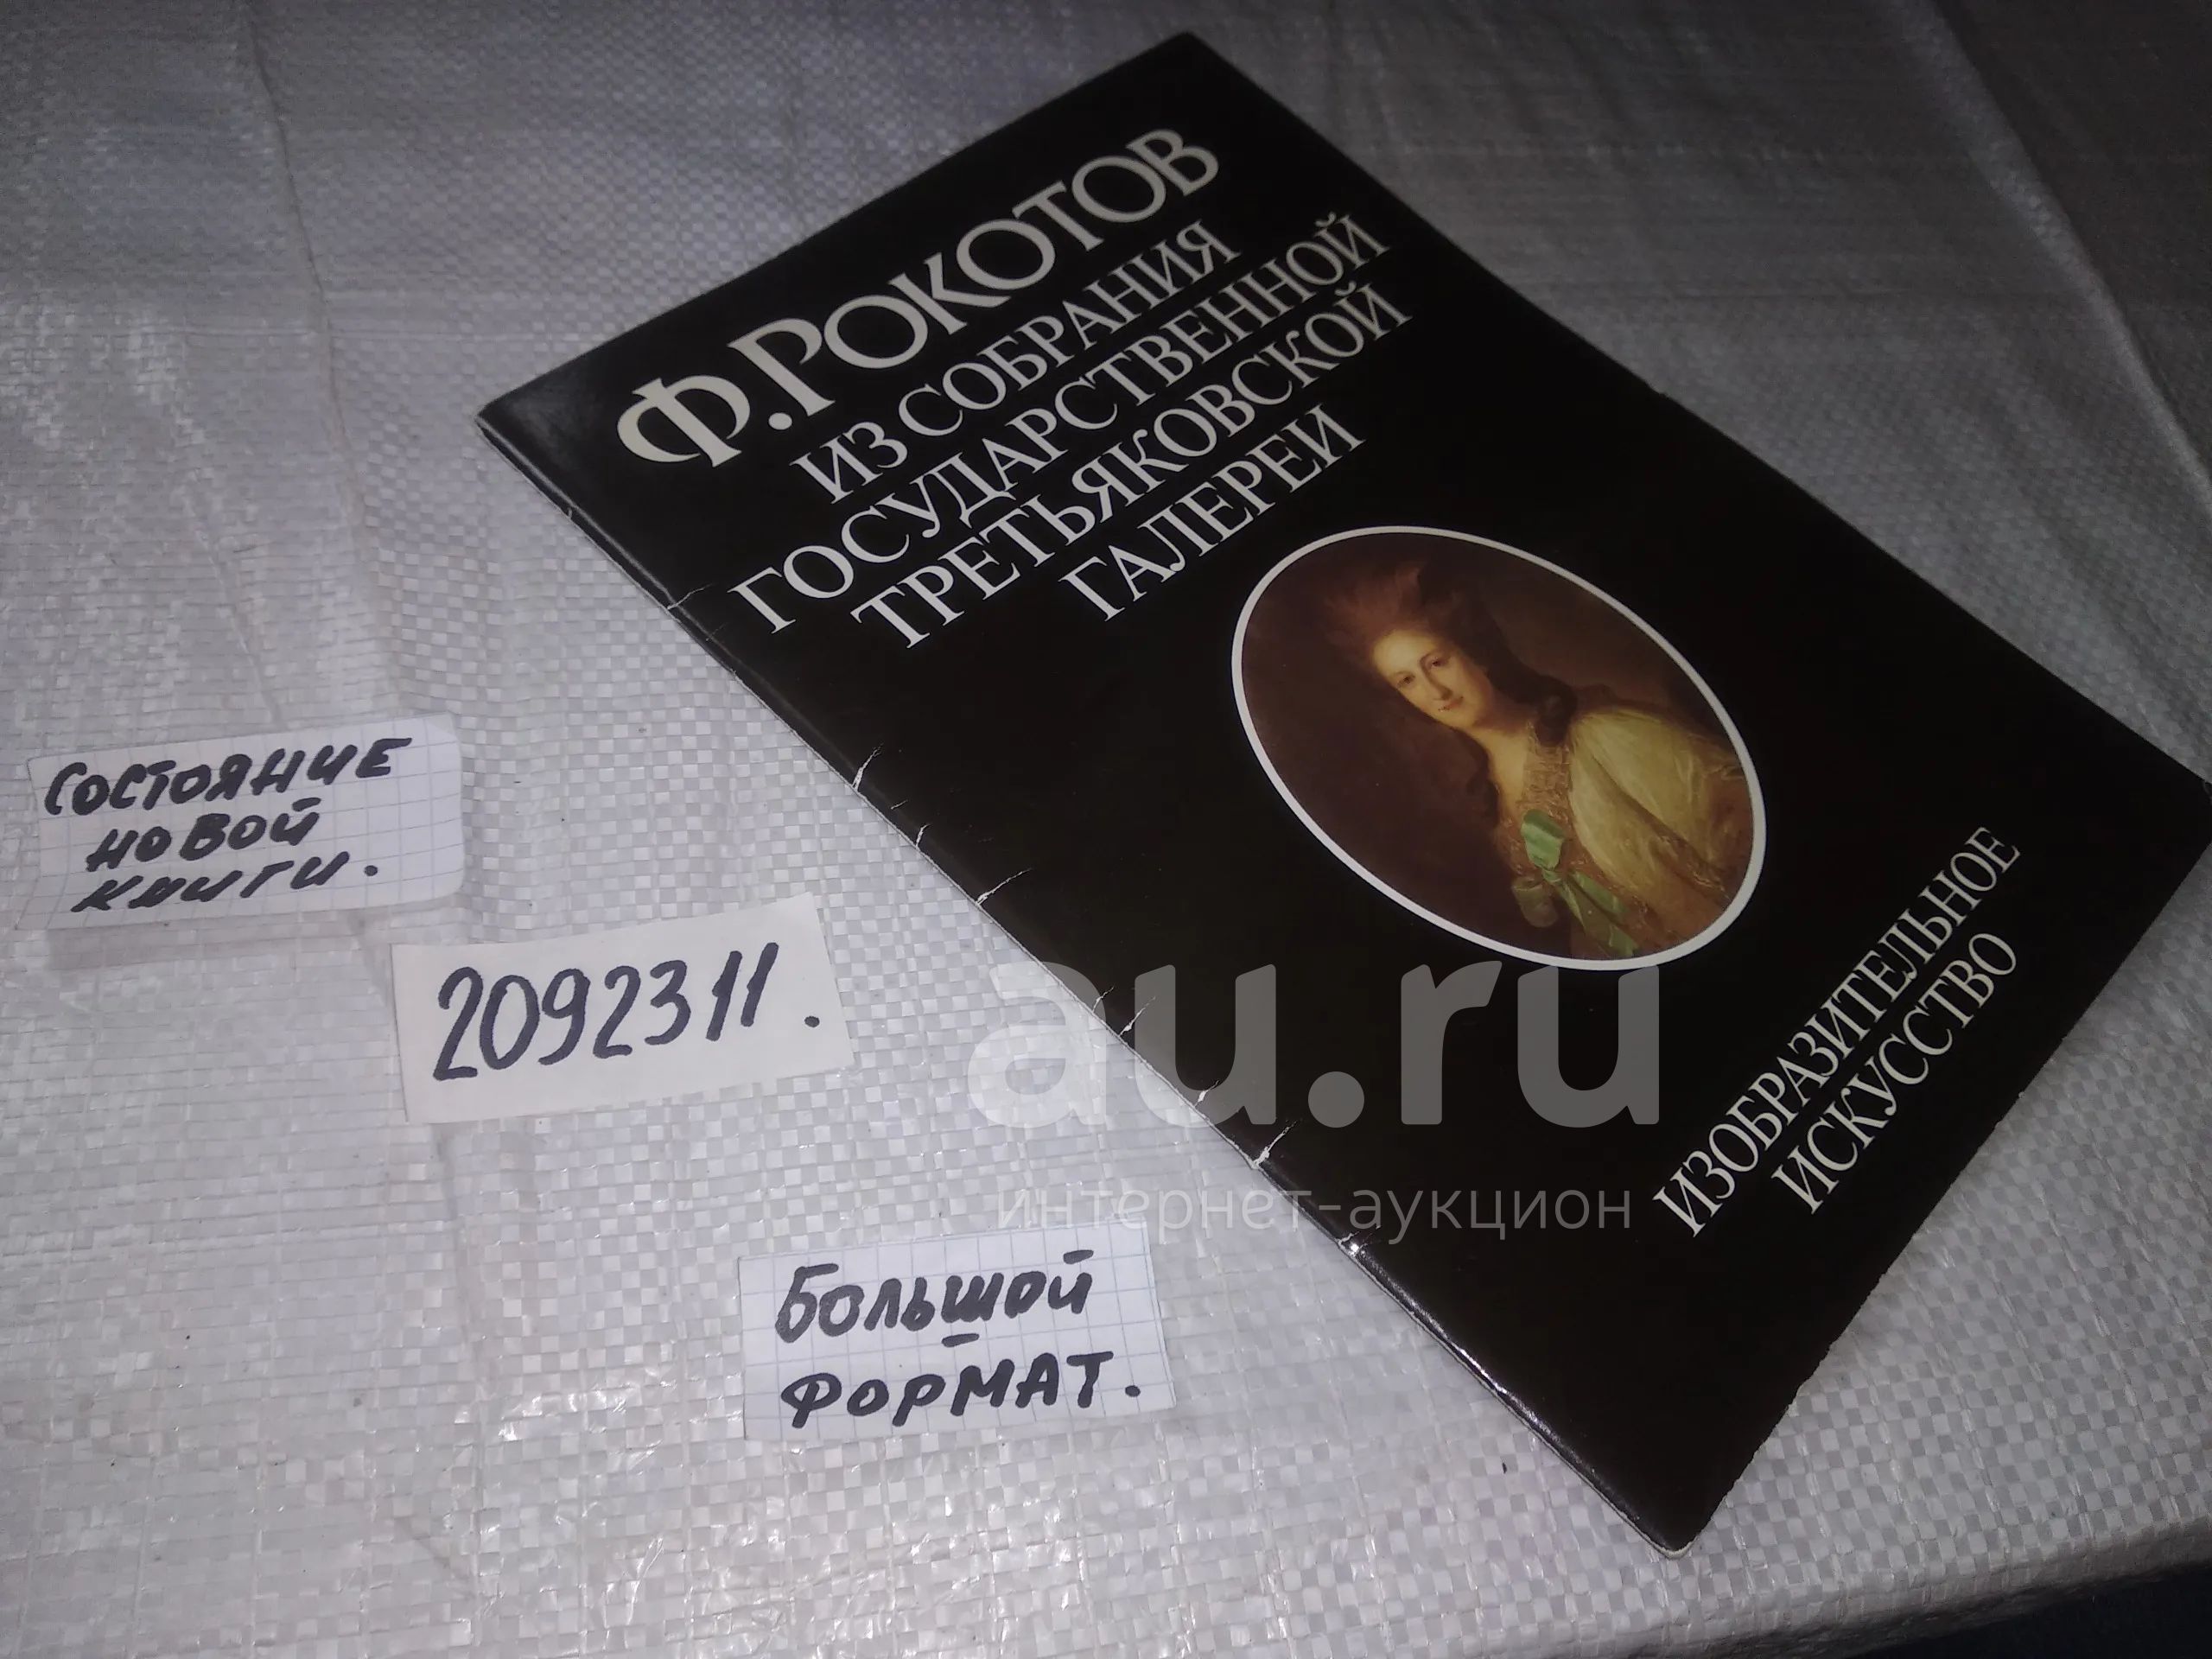 Ф.РОКОТОВ
ИЗ СОБРАНИЯ
ГОСУДАРСТВЕННОЙ
ТРЕТЬЯКОВСКОЙ
ГАЛЕРЕИ
ИЗОБРАЗИТЕЛЬНОЕ
ИСКУССТВО
СОСТОЯНИЕ
НОВОЙ
КНИГИ.
2092311.
БОЛЬШОЙ
ФОРМАТ.
au.ru
интернет-аукцион